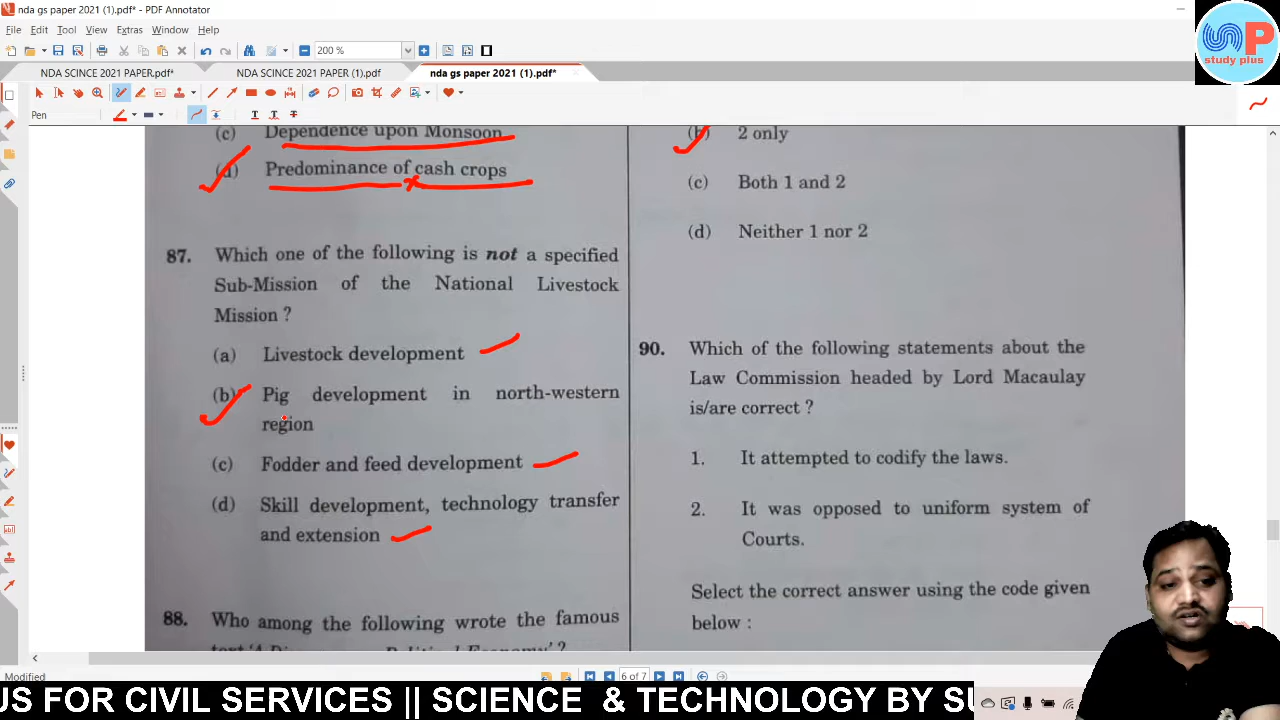 nda gs paper 2021 (1).pdf* - PDF Annotator
File Edit Tool View Extras Window Help
200 %
NDA SCINCE 2021 PAPER.pdf* NDA SCINCE 2021 PAPER (1).pdf nda gs paper 2021 (1).pdf*
Pen
SP
study plus
(c) Dependence upon Monsoon
(d) Predominance of cash crops
87. Which one of the following is not a specified
Sub-Mission of the National Livestock
Mission ?
(a) Livestock development
(b) Pig development in north-western
region
(c) Fodder and feed development
(d) Skill development, technology transfer
and extension
88. Who among the following wrote the famous
Political Economy' ?
(b) 2 only
(c) Both 1 and 2
(d) Neither 1 nor 2
90. Which of the following statements about the
Law Commission headed by Lord Macaulay
is/are correct ?
1. It attempted to codify the laws.
2. It was opposed to uniform system of
Courts.
Select the correct answer using the code given
below :
6 of 7
Modified
US FOR CIVIL SERVICES || SCIENCE & TECHNOLOGY BY SU